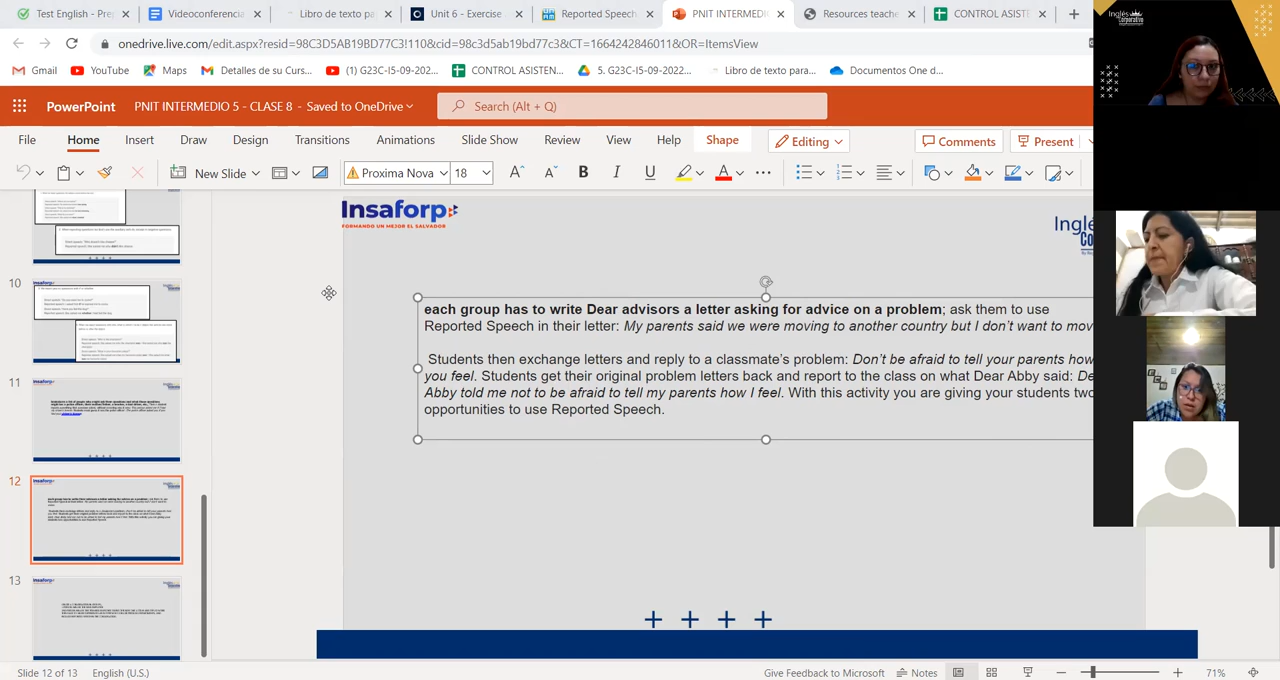 Test English - Prep
Videoconferencia
Libro de texto pa
Unit 6 - Exercise
Reported Speech
PNIT INTERMEDI
Resources teache
CONTROL ASISTE
onedrive.live.com/edit.aspx?resid=98C3D5AB19BD77C3!110&cid=98c3d5ab19bd77c3&CT=1664242846011&OR=ItemsView
Gmail
YouTube
Maps
Detalles de su Curs...
(1) G23C-I5-09-202...
CONTROL ASISTEN...
5. G23C-I5-09-2022...
Libro de texto para...
Documentos One d...
PowerPoint
PNIT INTERMEDIO 5 - CLASE 8 - Saved to OneDrive
Search (Alt + Q)
File
Home
Insert
Draw
Design
Transitions
Animations
Slide Show
Review
View
Help
Shape
Editing
Comments
Present
New Slide
Proxima Nova
18
Insaforp
FORMANDO UN MEJOR EL SALVADOR
Inglés
each group has to write Dear advisors a letter asking for advice on a problem; ask them to use
Reported Speech in their letter: My parents said we were moving to another country but I don't want to mov
Students then exchange letters and reply to a classmate's problem: Don't be afraid to tell your parents how
you feel. Students get their original problem letters back and report to the class on what Dear Abby said: De
Abby told me not to be afraid to tell my parents how I feel. With this activity you are giving your students two
opportunities to use Reported Speech.
10
11
12
13
Slide 12 of 13
English (U.S.)
Give Feedback to Microsoft
Notes
71%
Inglés
Corporativo